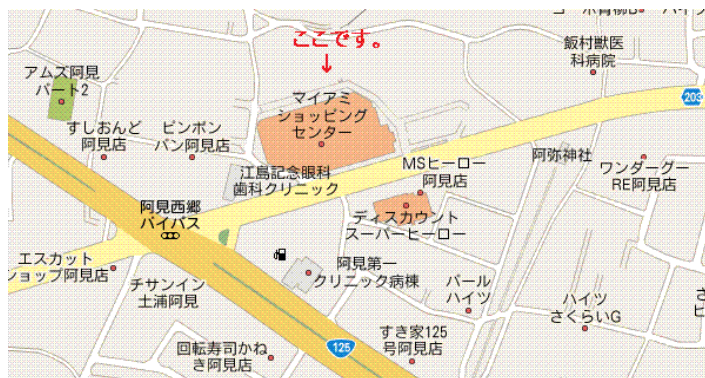 ここです。
↓
飯村獣医
科病院
アムズ阿見
パート2
マイアミ
ショッピング
センター
203
すしおんど
阿見店
ピンポン
パン阿見店
江島記念眼科
歯科クリニック
MSヒーロー
阿見店
阿弥神社
ワンダーグー
RE阿見店
阿見西郷
バイパス
ディスカウント
スーパーヒーロー
エスカット
ショップ阿見店
チサンイン
土浦阿見
阿見第一
クリニック病棟
パール
ハイツ
ハイツ
さくらいG
125
すき家125
号阿見店
回転寿司かね
き阿見店